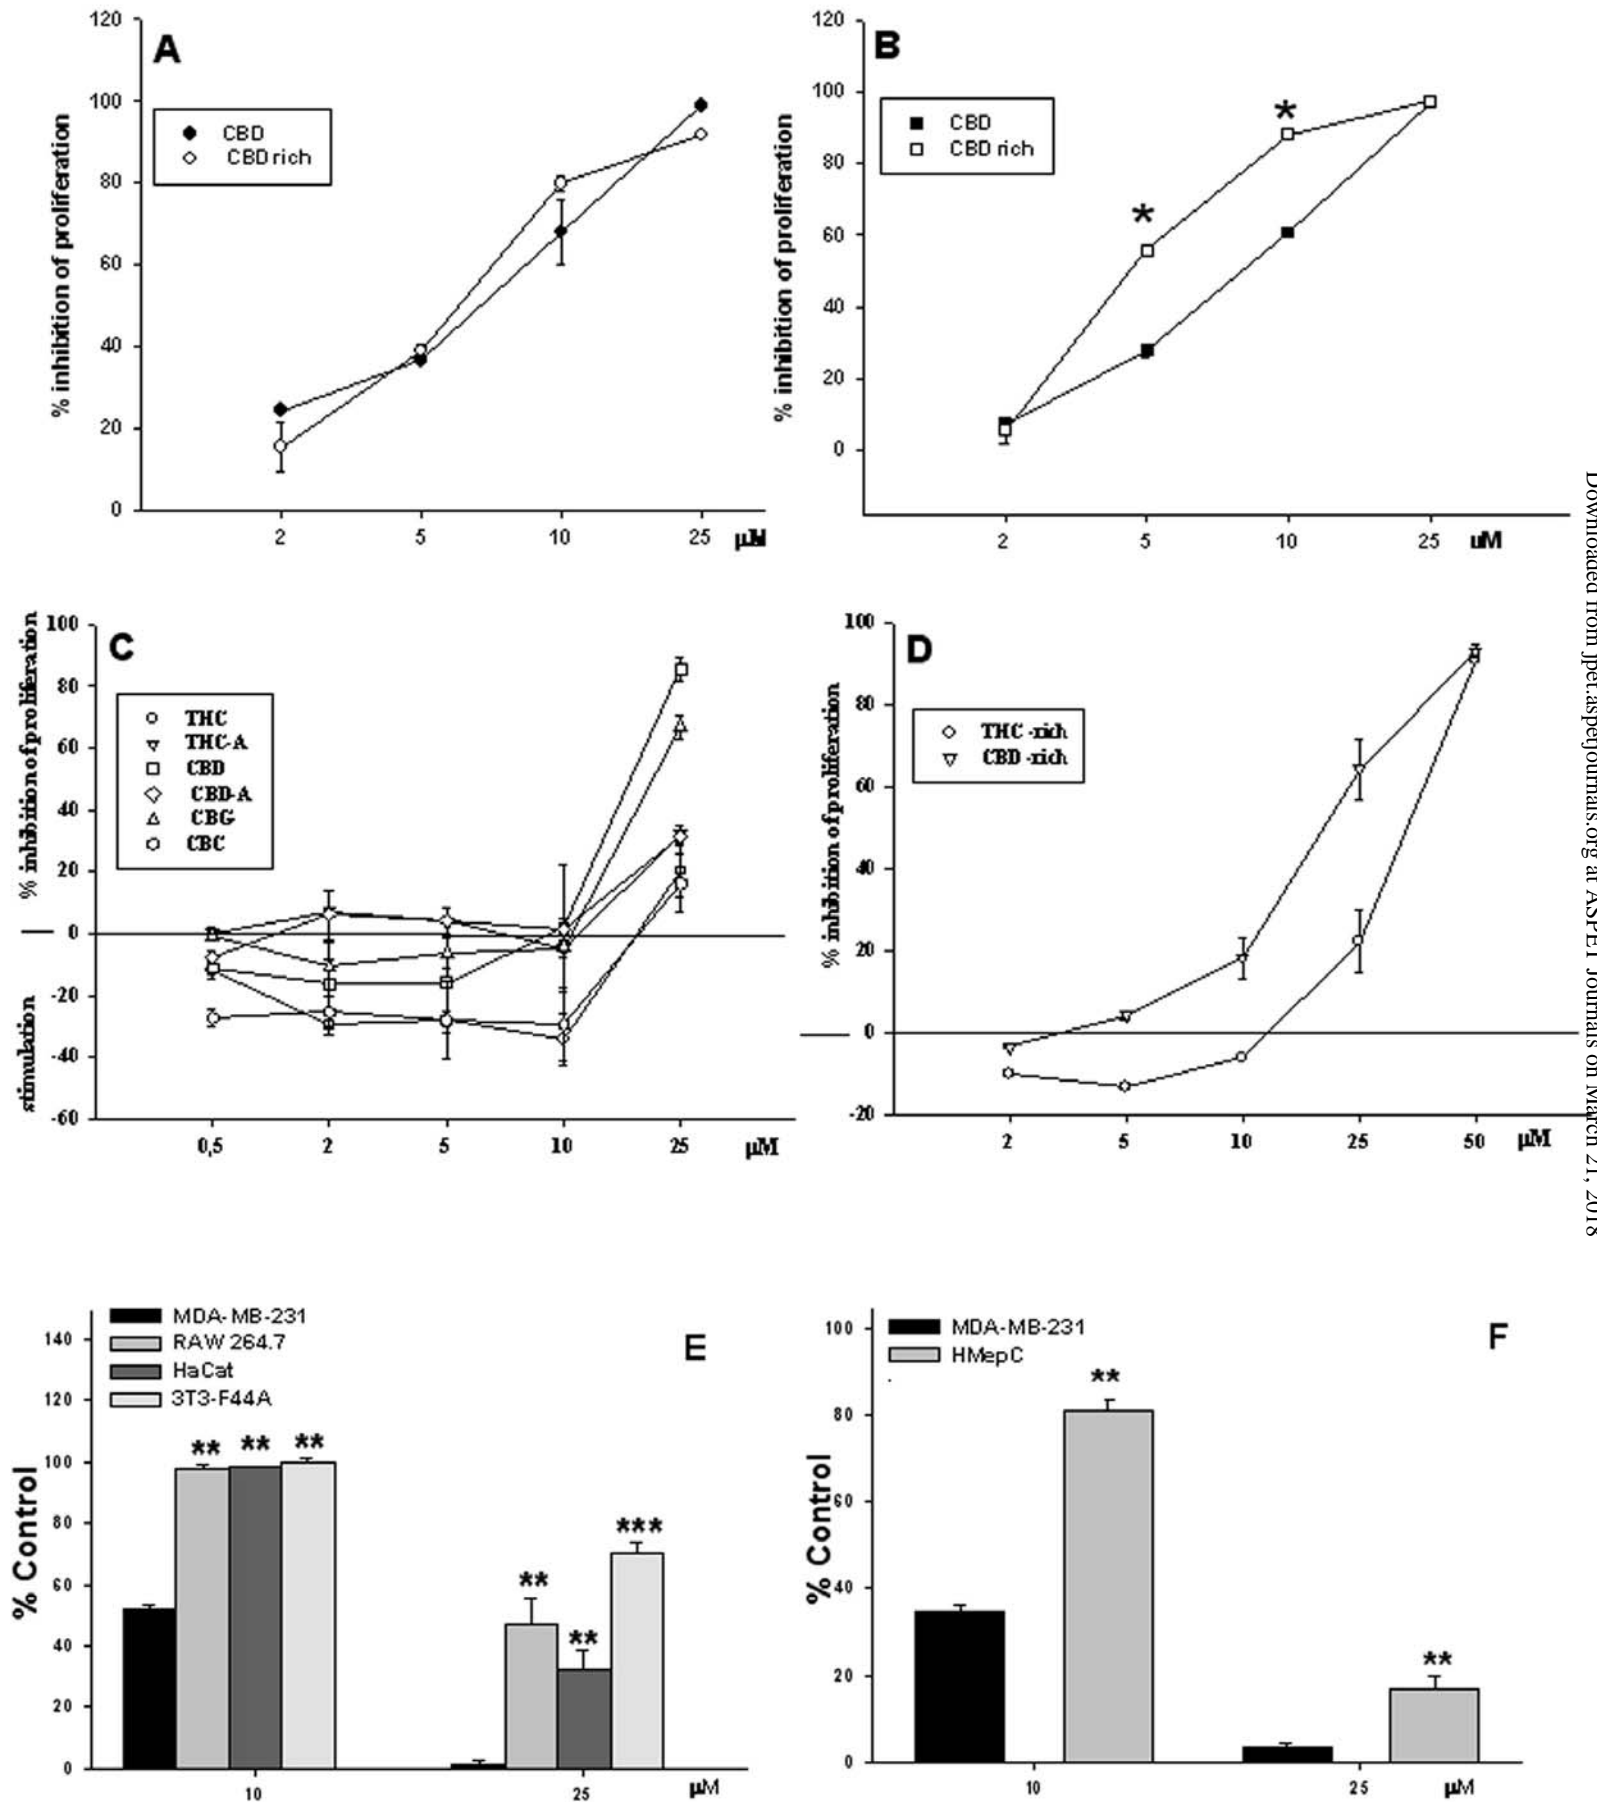 A
120
100
80
60
40
20
0
% inhibition of proliferation
CBD
CBD rich
2 5 10 25 μM
B
120
100
80
60
40
20
0
% inhibition of proliferation
CBD
CBD rich
*
*
2 5 10 25 uM
C
100
80
60
40
20
0
-20
-40
-60
% inhibition of proliferation
stimulation
THC
THC-A
CBD
CBD-A
CBG
CBC
0,5 2 5 10 25 μM
D
100
80
60
40
20
0
-20
% inhibition of proliferation
THC -rich
CBD -rich
2 5 10 25 50 μM
E
140
120
100
80
60
40
20
0
% Control
MDA-MB-231
RAW 264.7
HaCat
3T3-F44A
** ** **
** ** ***
10 25 μM
F
100
80
60
40
20
0
% Control
MDA-MB-231
HMepC
**
**
10 25 μM
Downloaded from jpet.aspetjournals.org at ASPET Journals on March 21, 2018